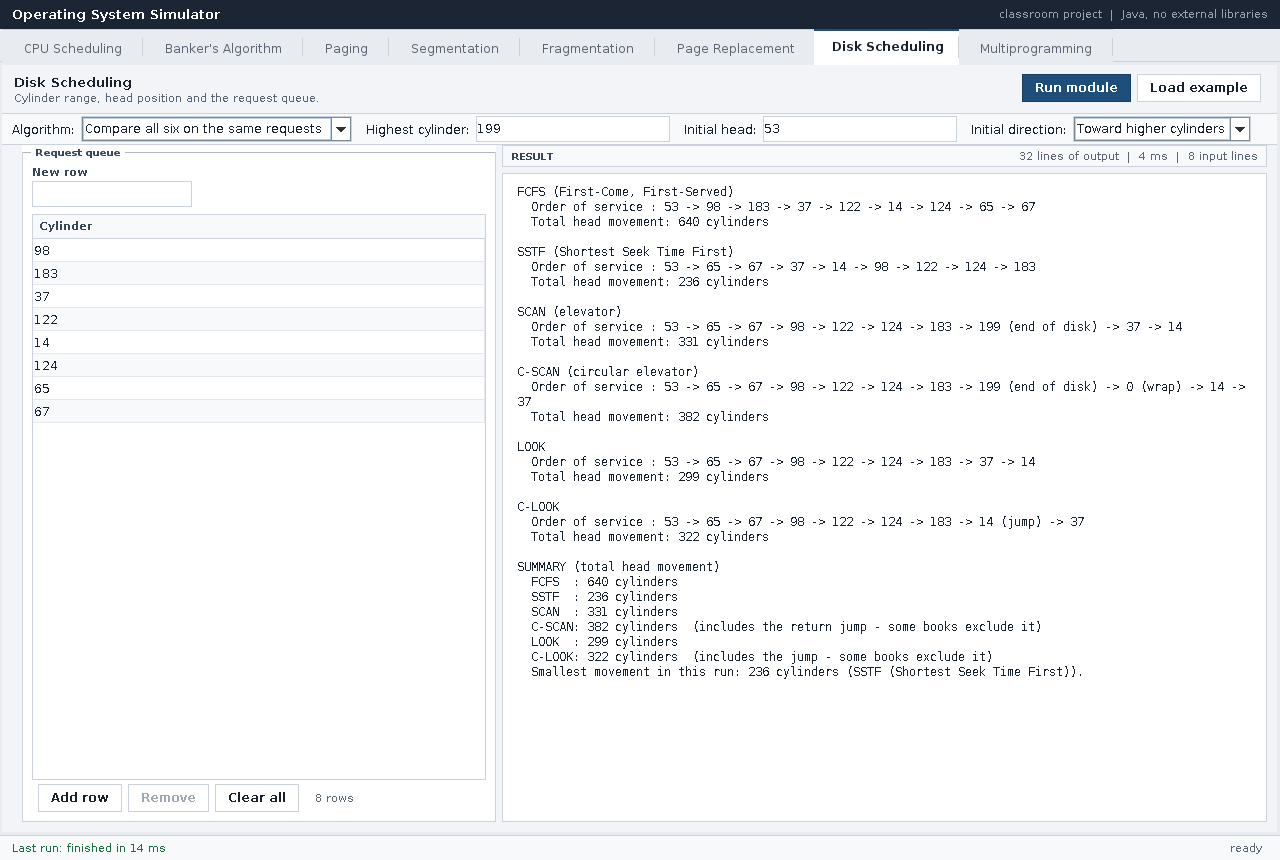 Operating System Simulator
classroom project | Java, no external libraries
CPU Scheduling
Banker's Algorithm
Paging
Segmentation
Fragmentation
Page Replacement
Disk Scheduling
Multiprogramming
Disk Scheduling
Cylinder range, head position and the request queue.
Run module
Load example
Algorithm: Compare all six on the same requests
Highest cylinder: 199
Initial head: 53
Initial direction: Toward higher cylinders
Request queue
New row
Cylinder
98
183
37
122
14
124
65
67
Add row
Remove
Clear all
8 rows
RESULT
32 lines of output | 4 ms | 8 input lines
FCFS (First-Come, First-Served)
Order of service : 53 -> 98 -> 183 -> 37 -> 122 -> 14 -> 124 -> 65 -> 67
Total head movement: 640 cylinders
SSTF (Shortest Seek Time First)
Order of service : 53 -> 65 -> 67 -> 37 -> 14 -> 98 -> 122 -> 124 -> 183
Total head movement: 236 cylinders
SCAN (elevator)
Order of service : 53 -> 65 -> 67 -> 98 -> 122 -> 124 -> 183 -> 199 (end of disk) -> 37 -> 14
Total head movement: 331 cylinders
C-SCAN (circular elevator)
Order of service : 53 -> 65 -> 67 -> 98 -> 122 -> 124 -> 183 -> 199 (end of disk) -> 0 (wrap) -> 14 ->
37
Total head movement: 382 cylinders
LOOK
Order of service : 53 -> 65 -> 67 -> 98 -> 122 -> 124 -> 183 -> 37 -> 14
Total head movement: 299 cylinders
C-LOOK
Order of service : 53 -> 65 -> 67 -> 98 -> 122 -> 124 -> 183 -> 14 (jump) -> 37
Total head movement: 322 cylinders
SUMMARY (total head movement)
FCFS : 640 cylinders
SSTF : 236 cylinders
SCAN : 331 cylinders
C-SCAN: 382 cylinders (includes the return jump - some books exclude it)
LOOK : 299 cylinders
C-LOOK: 322 cylinders (includes the jump - some books exclude it)
Smallest movement in this run: 236 cylinders (SSTF (Shortest Seek Time First)).
Last run: finished in 14 ms
ready